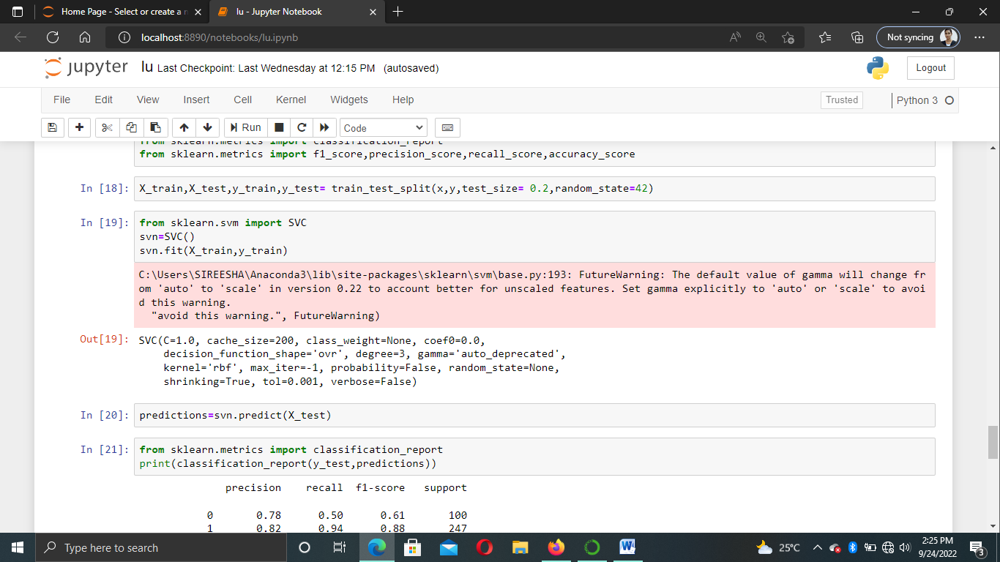 Home Page - Select or create a n
lu - Jupyter Notebook
localhost:8890/notebooks/lu.ipynb
Not syncing
jupyter lu Last Checkpoint: Last Wednesday at 12:15 PM (autosaved)
Logout
File Edit View Insert Cell Kernel Widgets Help
Trusted
Python 3
Run
Code
from sklearn.metrics import classification_report
from sklearn.metrics import f1_score,precision_score,recall_score,accuracy_score
In [18]: X_train,X_test,y_train,y_test= train_test_split(x,y,test_size= 0.2,random_state=42)
In [19]: from sklearn.svm import SVC
svn=SVC()
svn.fit(X_train,y_train)
C:\Users\SIREESHA\Anaconda3\lib\site-packages\sklearn\svm\base.py:193: FutureWarning: The default value of gamma will change fr
om 'auto' to 'scale' in version 0.22 to account better for unscaled features. Set gamma explicitly to 'auto' or 'scale' to avoi
d this warning.
"avoid this warning.", FutureWarning)
Out[19]: SVC(C=1.0, cache_size=200, class_weight=None, coef0=0.0,
decision_function_shape='ovr', degree=3, gamma='auto_deprecated',
kernel='rbf', max_iter=-1, probability=False, random_state=None,
shrinking=True, tol=0.001, verbose=False)
In [20]: predictions=svn.predict(X_test)
In [21]: from sklearn.metrics import classification_report
print(classification_report(y_test,predictions))
precision recall f1-score support
0 0.78 0.50 0.61 100
1 0.82 0.94 0.88 247
Type here to search
25°C
2:25 PM
9/24/2022
3